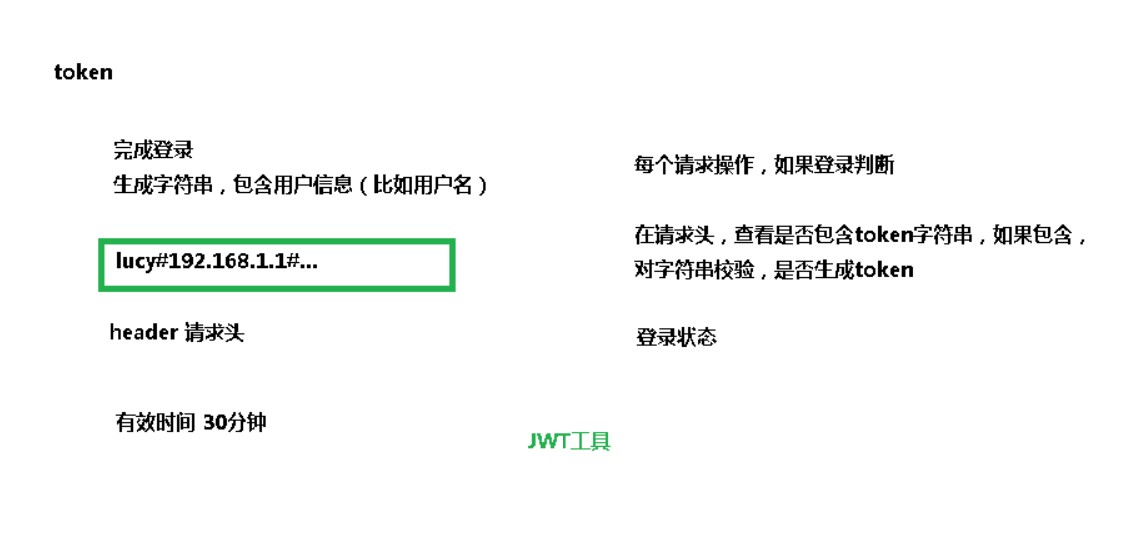 token
完成登录
生成字符串，包含用户信息（比如用户名）
lucy#192.168.1.1#...
header 请求头
有效时间 30分钟
每个请求操作，如果登录判断
在请求头，查看是否包含token字符串，如果包含，
对字符串校验，是否生成token
登录状态
JWT工具